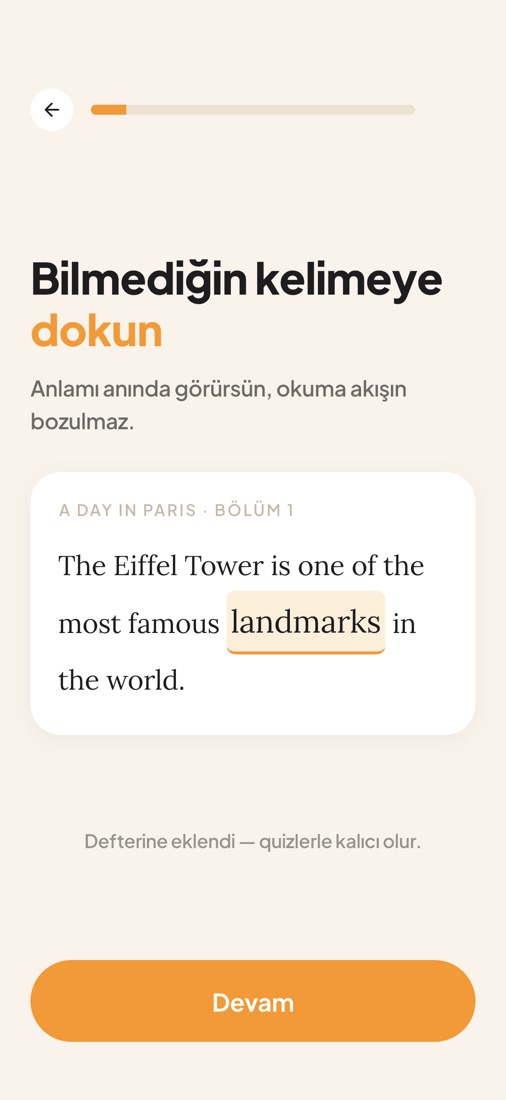 Bilmediğin kelimeye
dokun
Anlamı anında görürsün, okuma akışın
bozulmaz.
A DAY IN PARIS · BÖLÜM 1
The Eiffel Tower is one of the
most famous landmarks in
the world.
Defterine eklendi — quizlerle kalıcı olur.
Devam